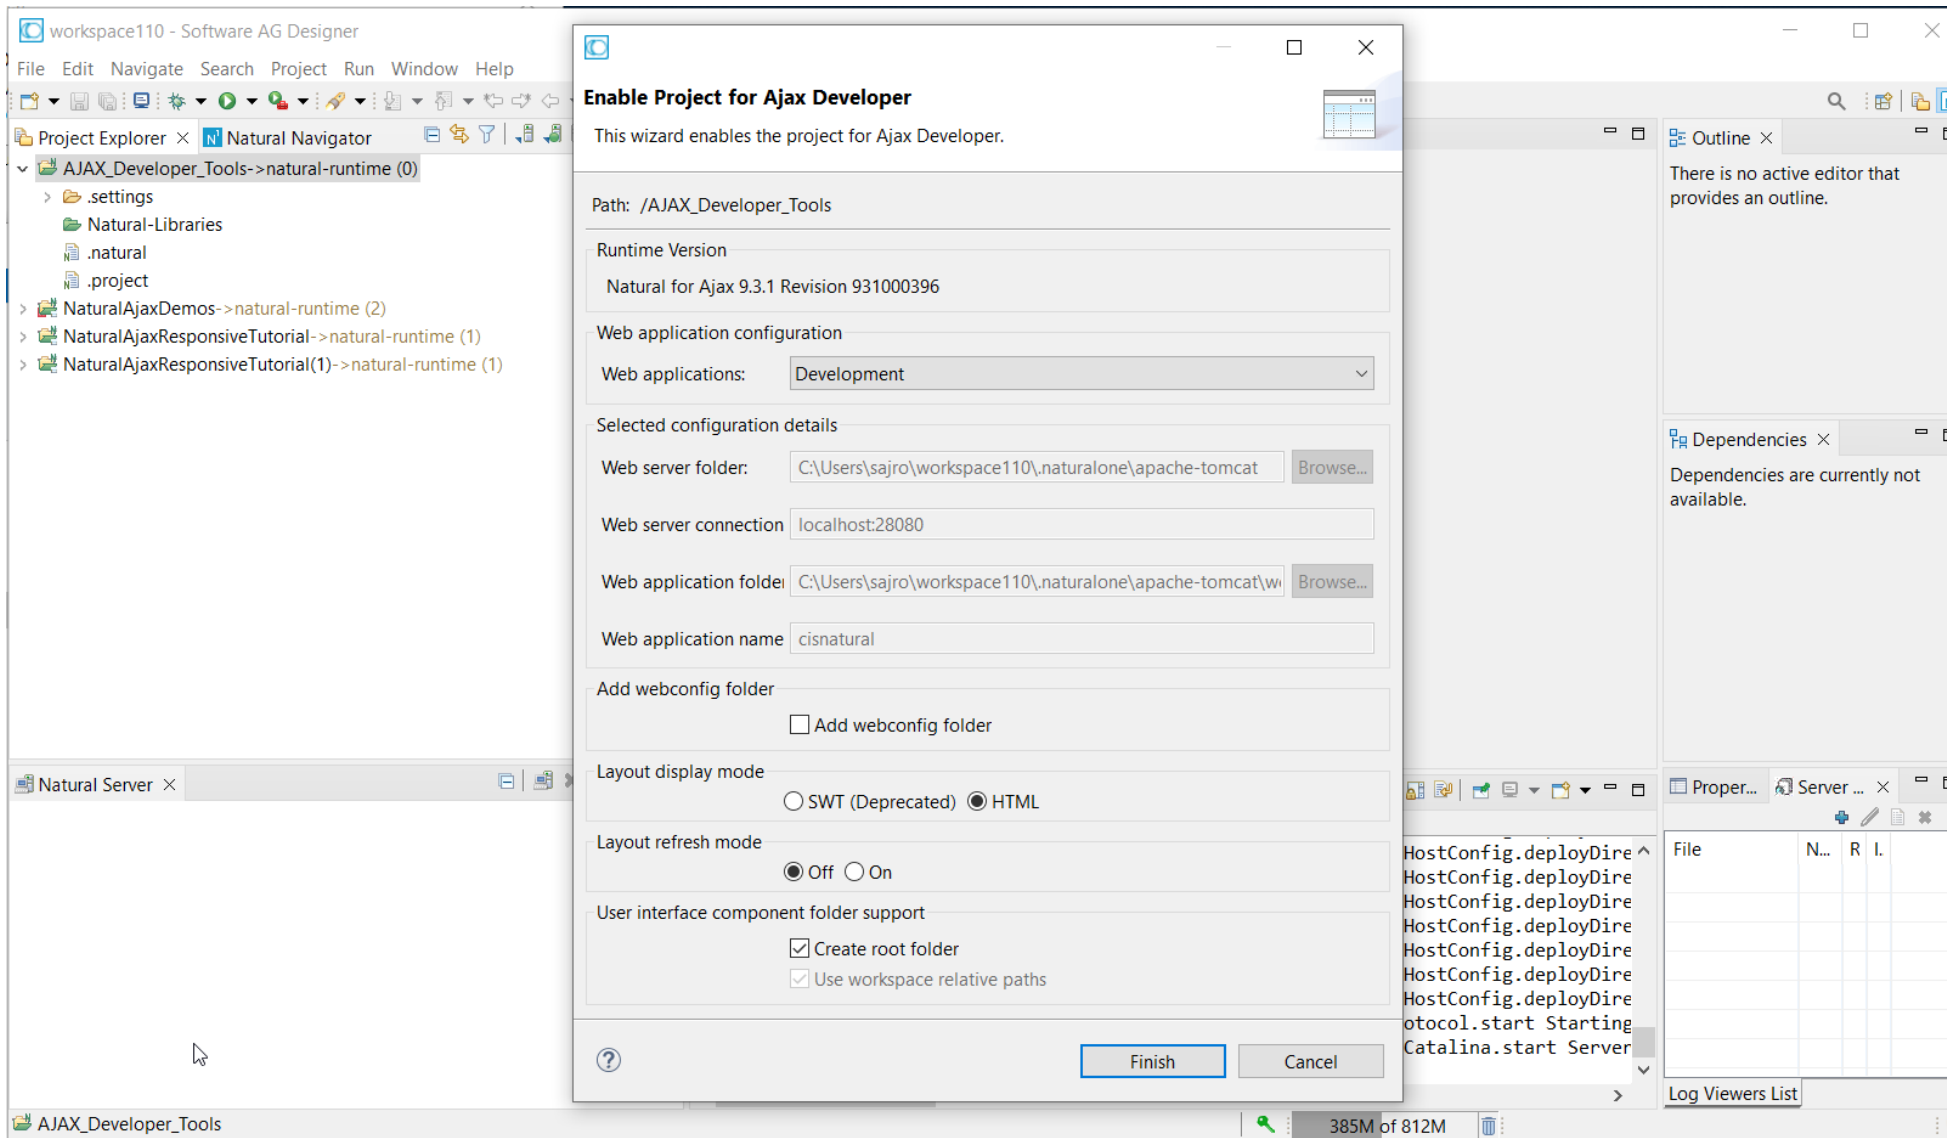 workspace110 - Software AG Designer
File Edit Navigate Search Project Run Window Help
Project Explorer
Natural Navigator
AJAX_Developer_Tools->natural-runtime (0)
.settings
Natural-Libraries
.natural
.project
NaturalAjaxDemos->natural-runtime (2)
NaturalAjaxResponsiveTutorial->natural-runtime (1)
NaturalAjaxResponsiveTutorial(1)->natural-runtime (1)
Natural Server
Enable Project for Ajax Developer
This wizard enables the project for Ajax Developer.
Path: /AJAX_Developer_Tools
Runtime Version
Natural for Ajax 9.3.1 Revision 931000396
Web application configuration
Web applications: Development
Selected configuration details
Web server folder: C:\Users\sajro\workspace110\.naturalone\apache-tomcat Browse...
Web server connection localhost:28080
Web application folder C:\Users\sajro\workspace110\.naturalone\apache-tomcat\we Browse...
Web application name cisnatural
Add webconfig folder
Add webconfig folder
Layout display mode
SWT (Deprecated) HTML
Layout refresh mode
Off On
User interface component folder support
Create root folder
Use workspace relative paths
Finish Cancel
Outline
There is no active editor that
provides an outline.
Dependencies
Dependencies are currently not
available.
HostConfig.deployDire
HostConfig.deployDire
HostConfig.deployDire
HostConfig.deployDire
HostConfig.deployDire
HostConfig.deployDire
HostConfig.deployDire
otocol.start Starting
Catalina.start Server
Proper... Server ...
File N... R I.
Log Viewers List
AJAX_Developer_Tools
385M of 812M